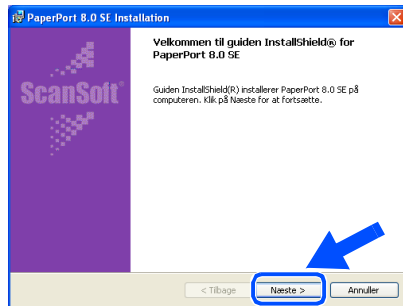 PaperPort 8.0 SE Installation
Velkommen til guiden InstallShield® for
PaperPort 8.0 SE
ScanSoft®
Guiden InstallShield(R) installerer PaperPort 8.0 SE på
computeren. Klik på Næste for at fortsætte.
< Tilbage
Næste >
Annuller